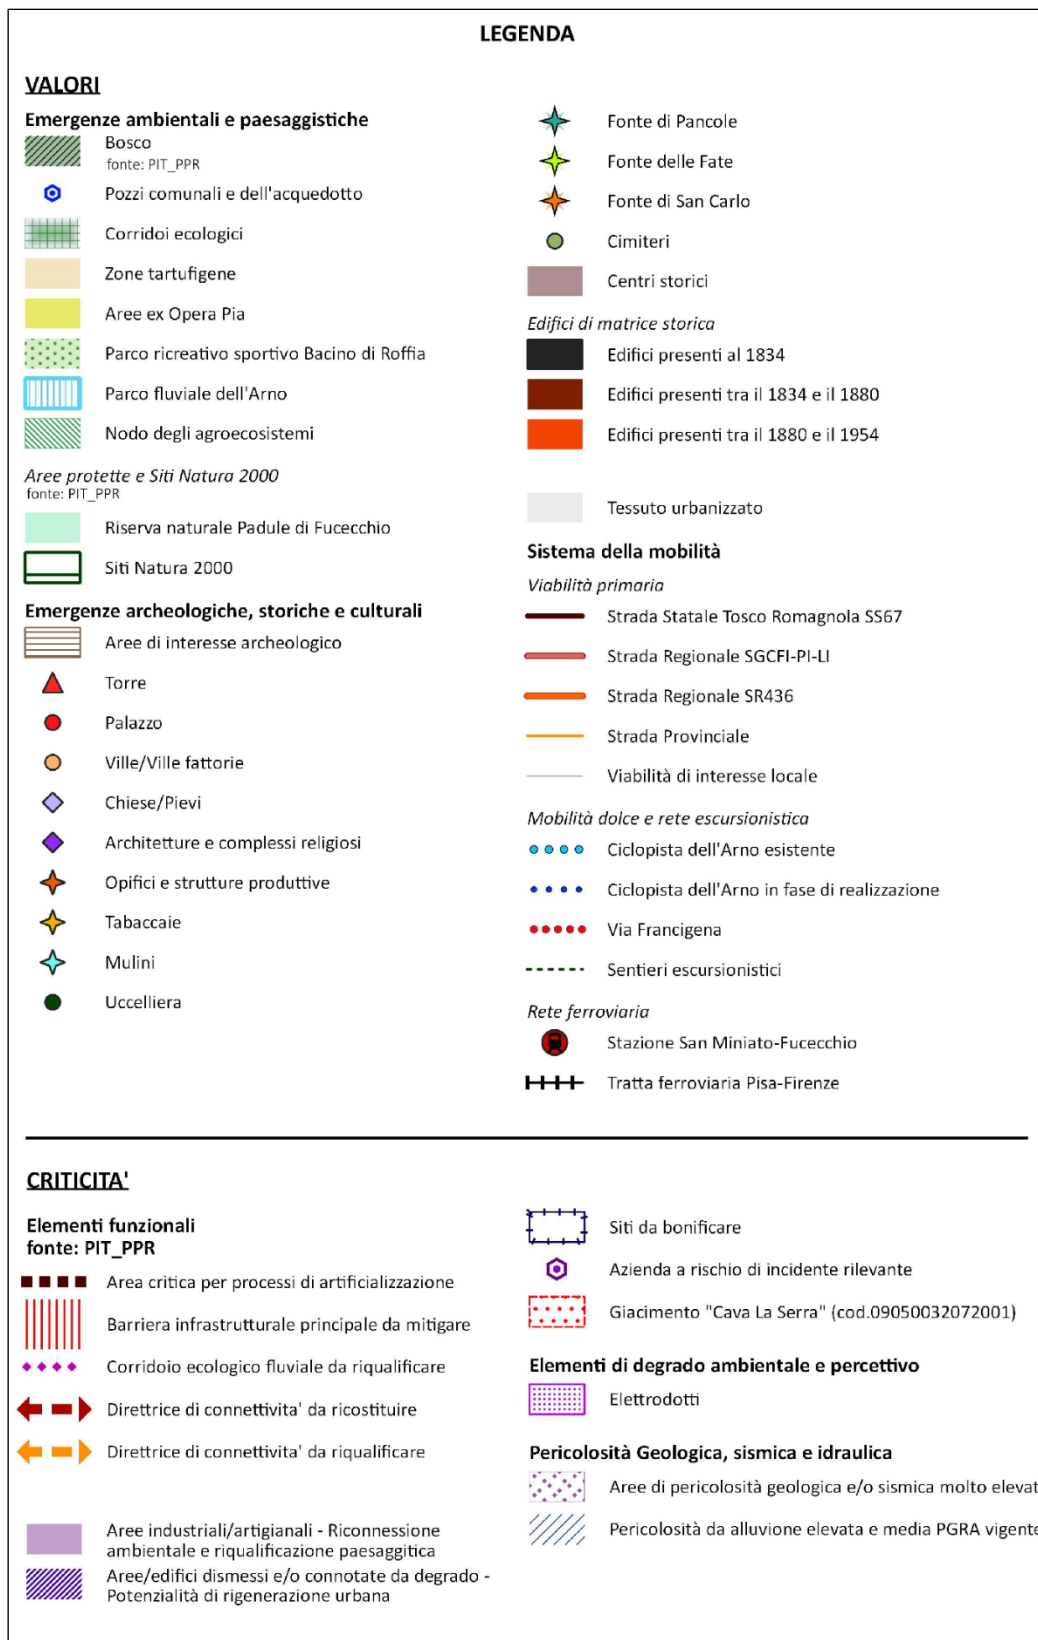 LEGENDA
VALORI
Emergenze ambientali e paesaggistiche
Bosco
fonte: PIT_PPR
Pozzi comunali e dell'acquedotto
Corridoi ecologici
Zone tartufigene
Aree ex Opera Pia
Parco ricreativo sportivo Bacino di Roffia
Parco fluviale dell'Arno
Nodo degli agroecosistemi
Aree protette e Siti Natura 2000
fonte: PIT_PPR
Riserva naturale Padule di Fucecchio
Siti Natura 2000
Emergenze archeologiche, storiche e culturali
Aree di interesse archeologico
Torre
Palazzo
Ville/Ville fattorie
Chiese/Pievi
Architetture e complessi religiosi
Opifici e strutture produttive
Tabaccaie
Mulini
Uccelliera
Fonte di Pancole
Fonte delle Fate
Fonte di San Carlo
Cimiteri
Centri storici
Edifici di matrice storica
Edifici presenti al 1834
Edifici presenti tra il 1834 e il 1880
Edifici presenti tra il 1880 e il 1954
Tessuto urbanizzato
Sistema della mobilità
Viabilità primaria
Strada Statale Tosco Romagnola SS67
Strada Regionale SGCFI-PI-LI
Strada Regionale SR436
Strada Provinciale
Viabilità di interesse locale
Mobilità dolce e rete escursionistica
Ciclopista dell'Arno esistente
Ciclopista dell'Arno in fase di realizzazione
Via Francigena
Sentieri escursionistici
Rete ferroviaria
Stazione San Miniato-Fucecchio
Tratta ferroviaria Pisa-Firenze
CRITICITA'
Elementi funzionali
fonte: PIT_PPR
Area critica per processi di artificializzazione
Barriera infrastrutturale principale da mitigare
Corridoio ecologico fluviale da riqualificare
Direttrice di connettivita' da ricostituire
Direttrice di connettivita' da riqualificare
Aree industriali/artigianali - Riconnessione
ambientale e riqualificazione paesaggitica
Aree/edifici dismessi e/o connotate da degrado -
Potenzialità di rigenerazione urbana
Siti da bonificare
Azienda a rischio di incidente rilevante
Giacimento "Cava La Serra" (cod.09050032072001)
Elementi di degrado ambientale e percettivo
Elettrodotti
Pericolosità Geologica, sismica e idraulica
Aree di pericolosità geologica e/o sismica molto elevat
Pericolosità da alluvione elevata e media PGRA vigente